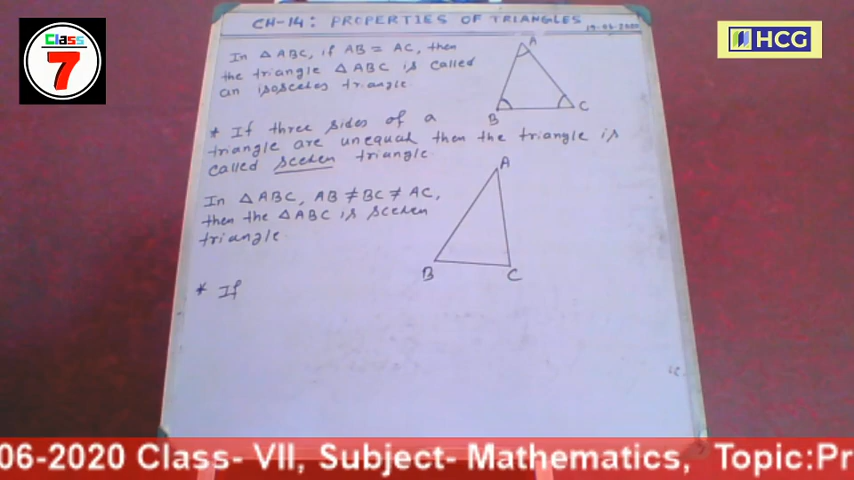 Class
7
HCG
CH-14: PROPERTIES OF TRIANGLES
In △ABC, if AB = AC, then
the triangle △ABC is called
an isosceles triangle.
A
B
C
* If three sides of a
triangle are unequal then the triangle is
called scelen triangle
In △ABC, AB ≠ BC ≠ AC,
then the △ABC is scelen
triangle
A
B
C
* If
06-2020 Class- VII, Subject- Mathematics, Topic:Pr